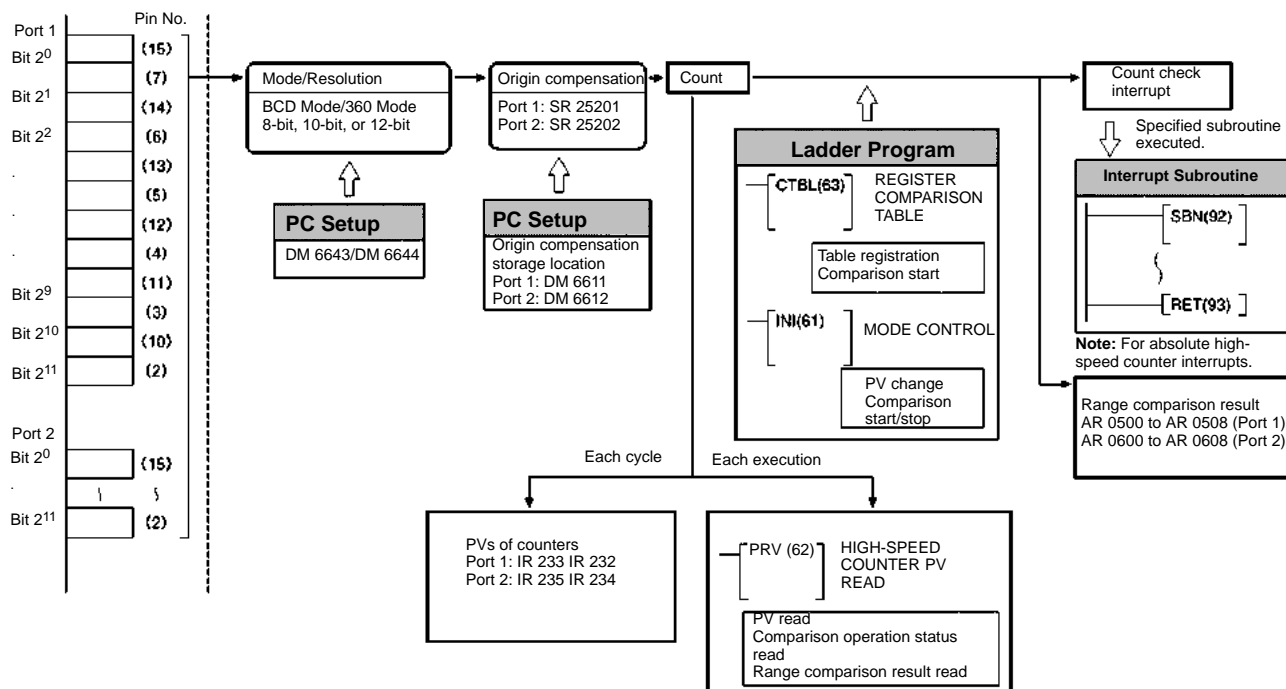 Port 1
Pin No.
Bit 2⁰
(15)
(7)
Bit 2¹
(14)
Bit 2²
(6)
.
(13)
(5)
.
(12)
.
(4)
Bit 2⁹
(11)
(3)
Bit 2¹⁰
(10)
Bit 2¹¹
(2)
Port 2
Bit 2⁰
(15)
.
Bit 2¹¹
(2)
Mode/Resolution
BCD Mode/360 Mode
8-bit, 10-bit, or 12-bit
PC Setup
DM 6643/DM 6644
Origin compensation
Port 1: SR 25201
Port 2: SR 25202
PC Setup
Origin compensation
storage location
Port 1: DM 6611
Port 2: DM 6612
Count
Ladder Program
CTBL(63)
REGISTER
COMPARISON
TABLE
Table registration
Comparison start
INI(61)
MODE CONTROL
PV change
Comparison
start/stop
Count check
interrupt
Specified subroutine
executed.
Interrupt Subroutine
SBN(92)
RET(93)
Note: For absolute high-
speed counter interrupts.
Range comparison result
AR 0500 to AR 0508 (Port 1)
AR 0600 to AR 0608 (Port 2)
Each cycle
Each execution
PVs of counters
Port 1: IR 233 IR 232
Port 2: IR 235 IR 234
PRV (62)
HIGH-SPEED
COUNTER PV
READ
PV read
Comparison operation status
read
Range comparison result read